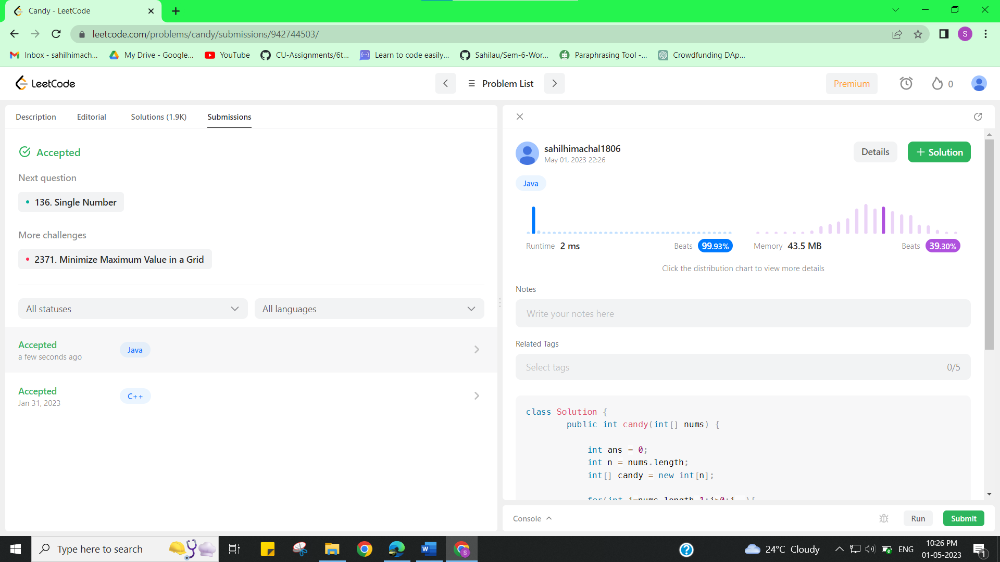 Candy - LeetCode
leetcode.com/problems/candy/submissions/942744503/
S
Inbox - sahilhimach...
My Drive - Google...
YouTube
CU-Assignments/6t...
Learn to code easily...
Sahilau/Sem-6-Wor...
Paraphrasing Tool -...
Crowdfunding DAp...
LeetCode
Problem List
Premium
0
Description
Editorial
Solutions (1.9K)
Submissions
Accepted
Next question
136. Single Number
More challenges
2371. Minimize Maximum Value in a Grid
All statuses
All languages
Accepted
a few seconds ago
Java
Accepted
Jan 31, 2023
C++
sahilhimachal1806
May 01, 2023 22:26
Details
+ Solution
Java
Runtime 2 ms
Beats 99.93%
Memory 43.5 MB
Beats 39.30%
Click the distribution chart to view more details
Notes
Write your notes here
Related Tags
Select tags
0/5
class Solution {
public int candy(int[] nums) {
int ans = 0;
int n = nums.length;
int[] candy = new int[n];
Console
Run
Submit
Type here to search
24°C Cloudy
ENG
10:26 PM
01-05-2023
1